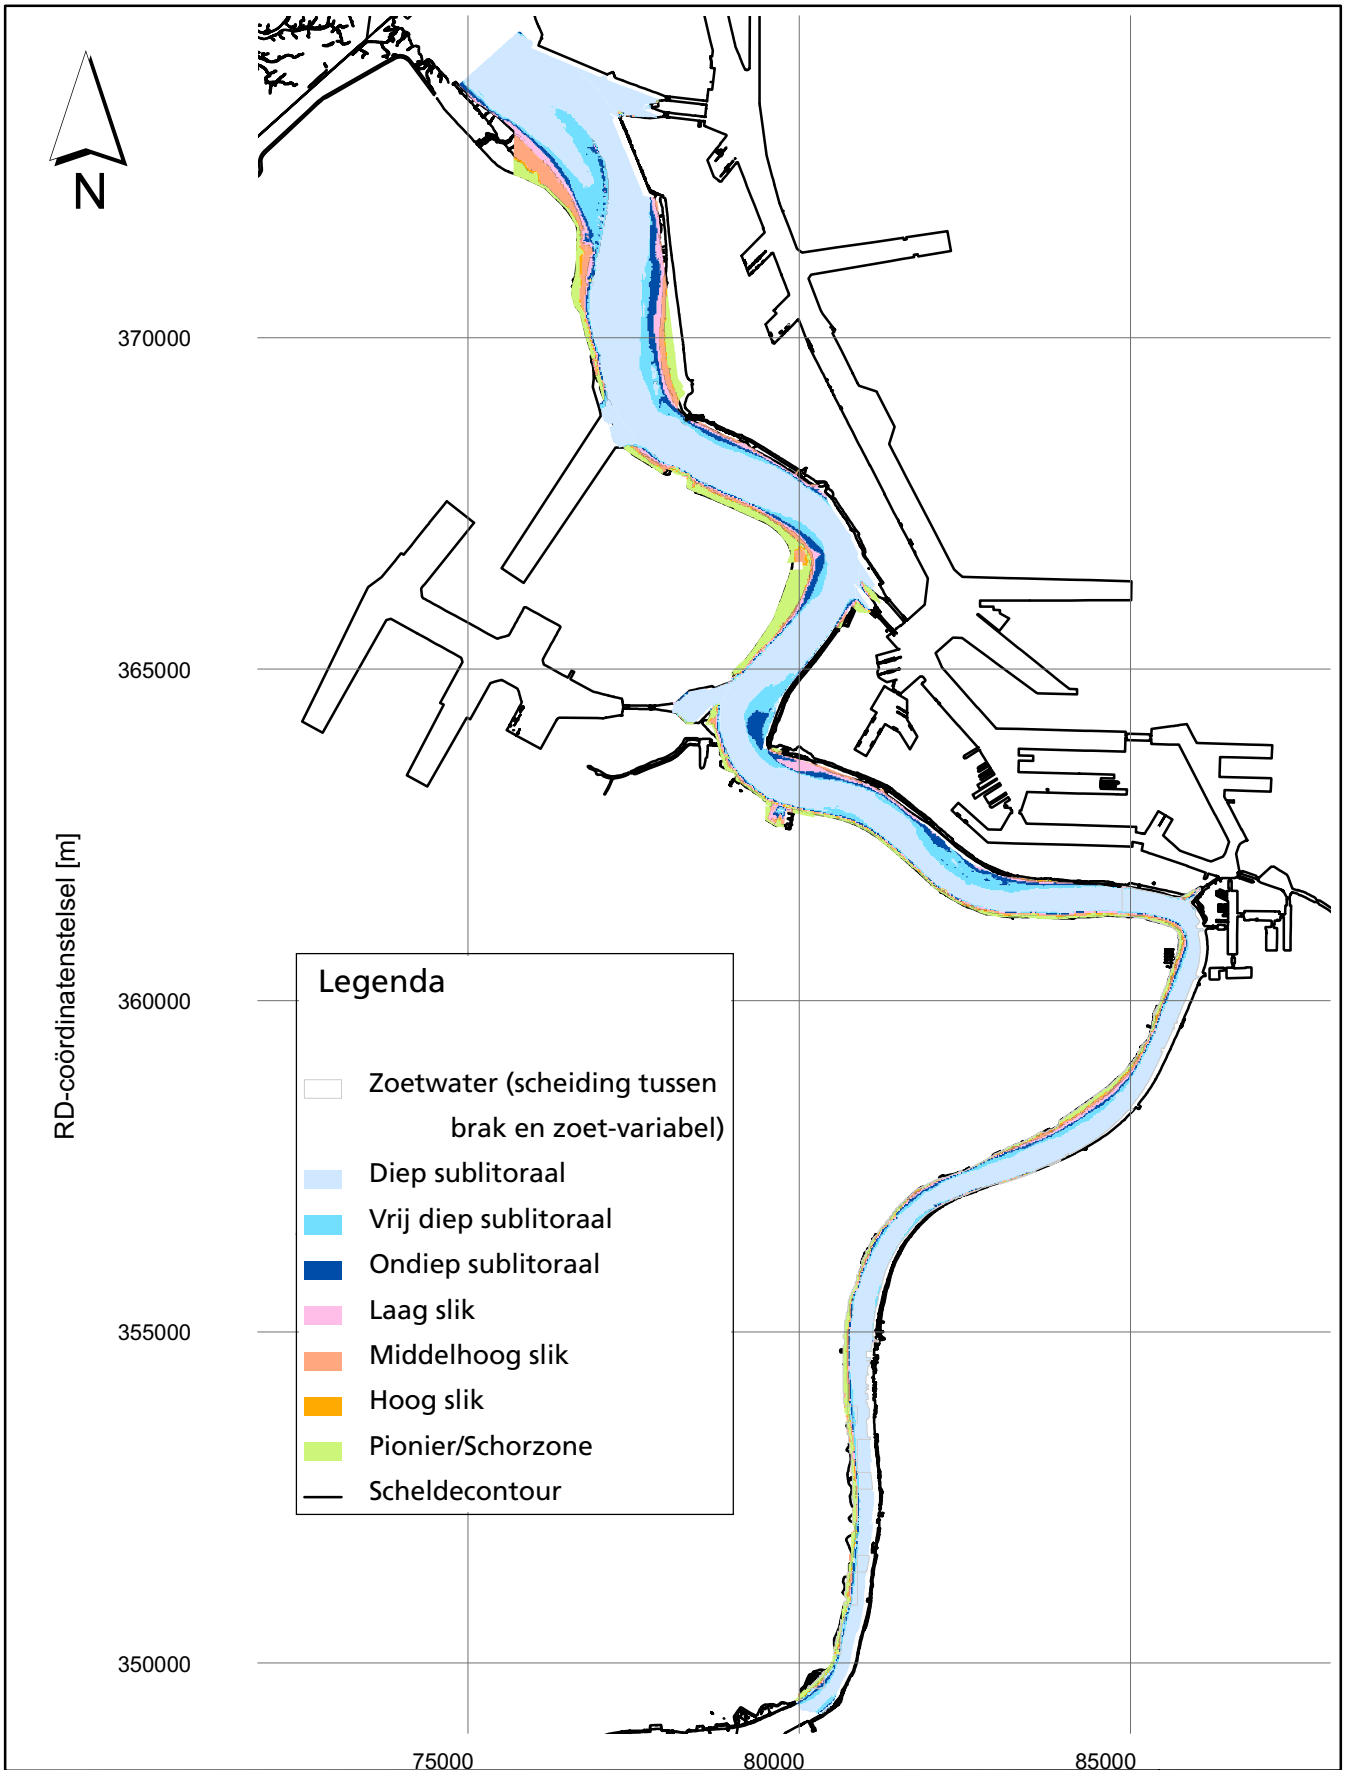 N
370000
365000
RD-coördinatenstelsel [m]
360000
355000
350000
Legenda
Zoetwater (scheiding tussen
brak en zoet-variabel)
Diep sublitoraal
Vrij diep sublitoraal
Ondiep sublitoraal
Laag slik
Middelhoog slik
Hoog slik
Pionier/Schorzone
Scheldecontour
75000
80000
85000